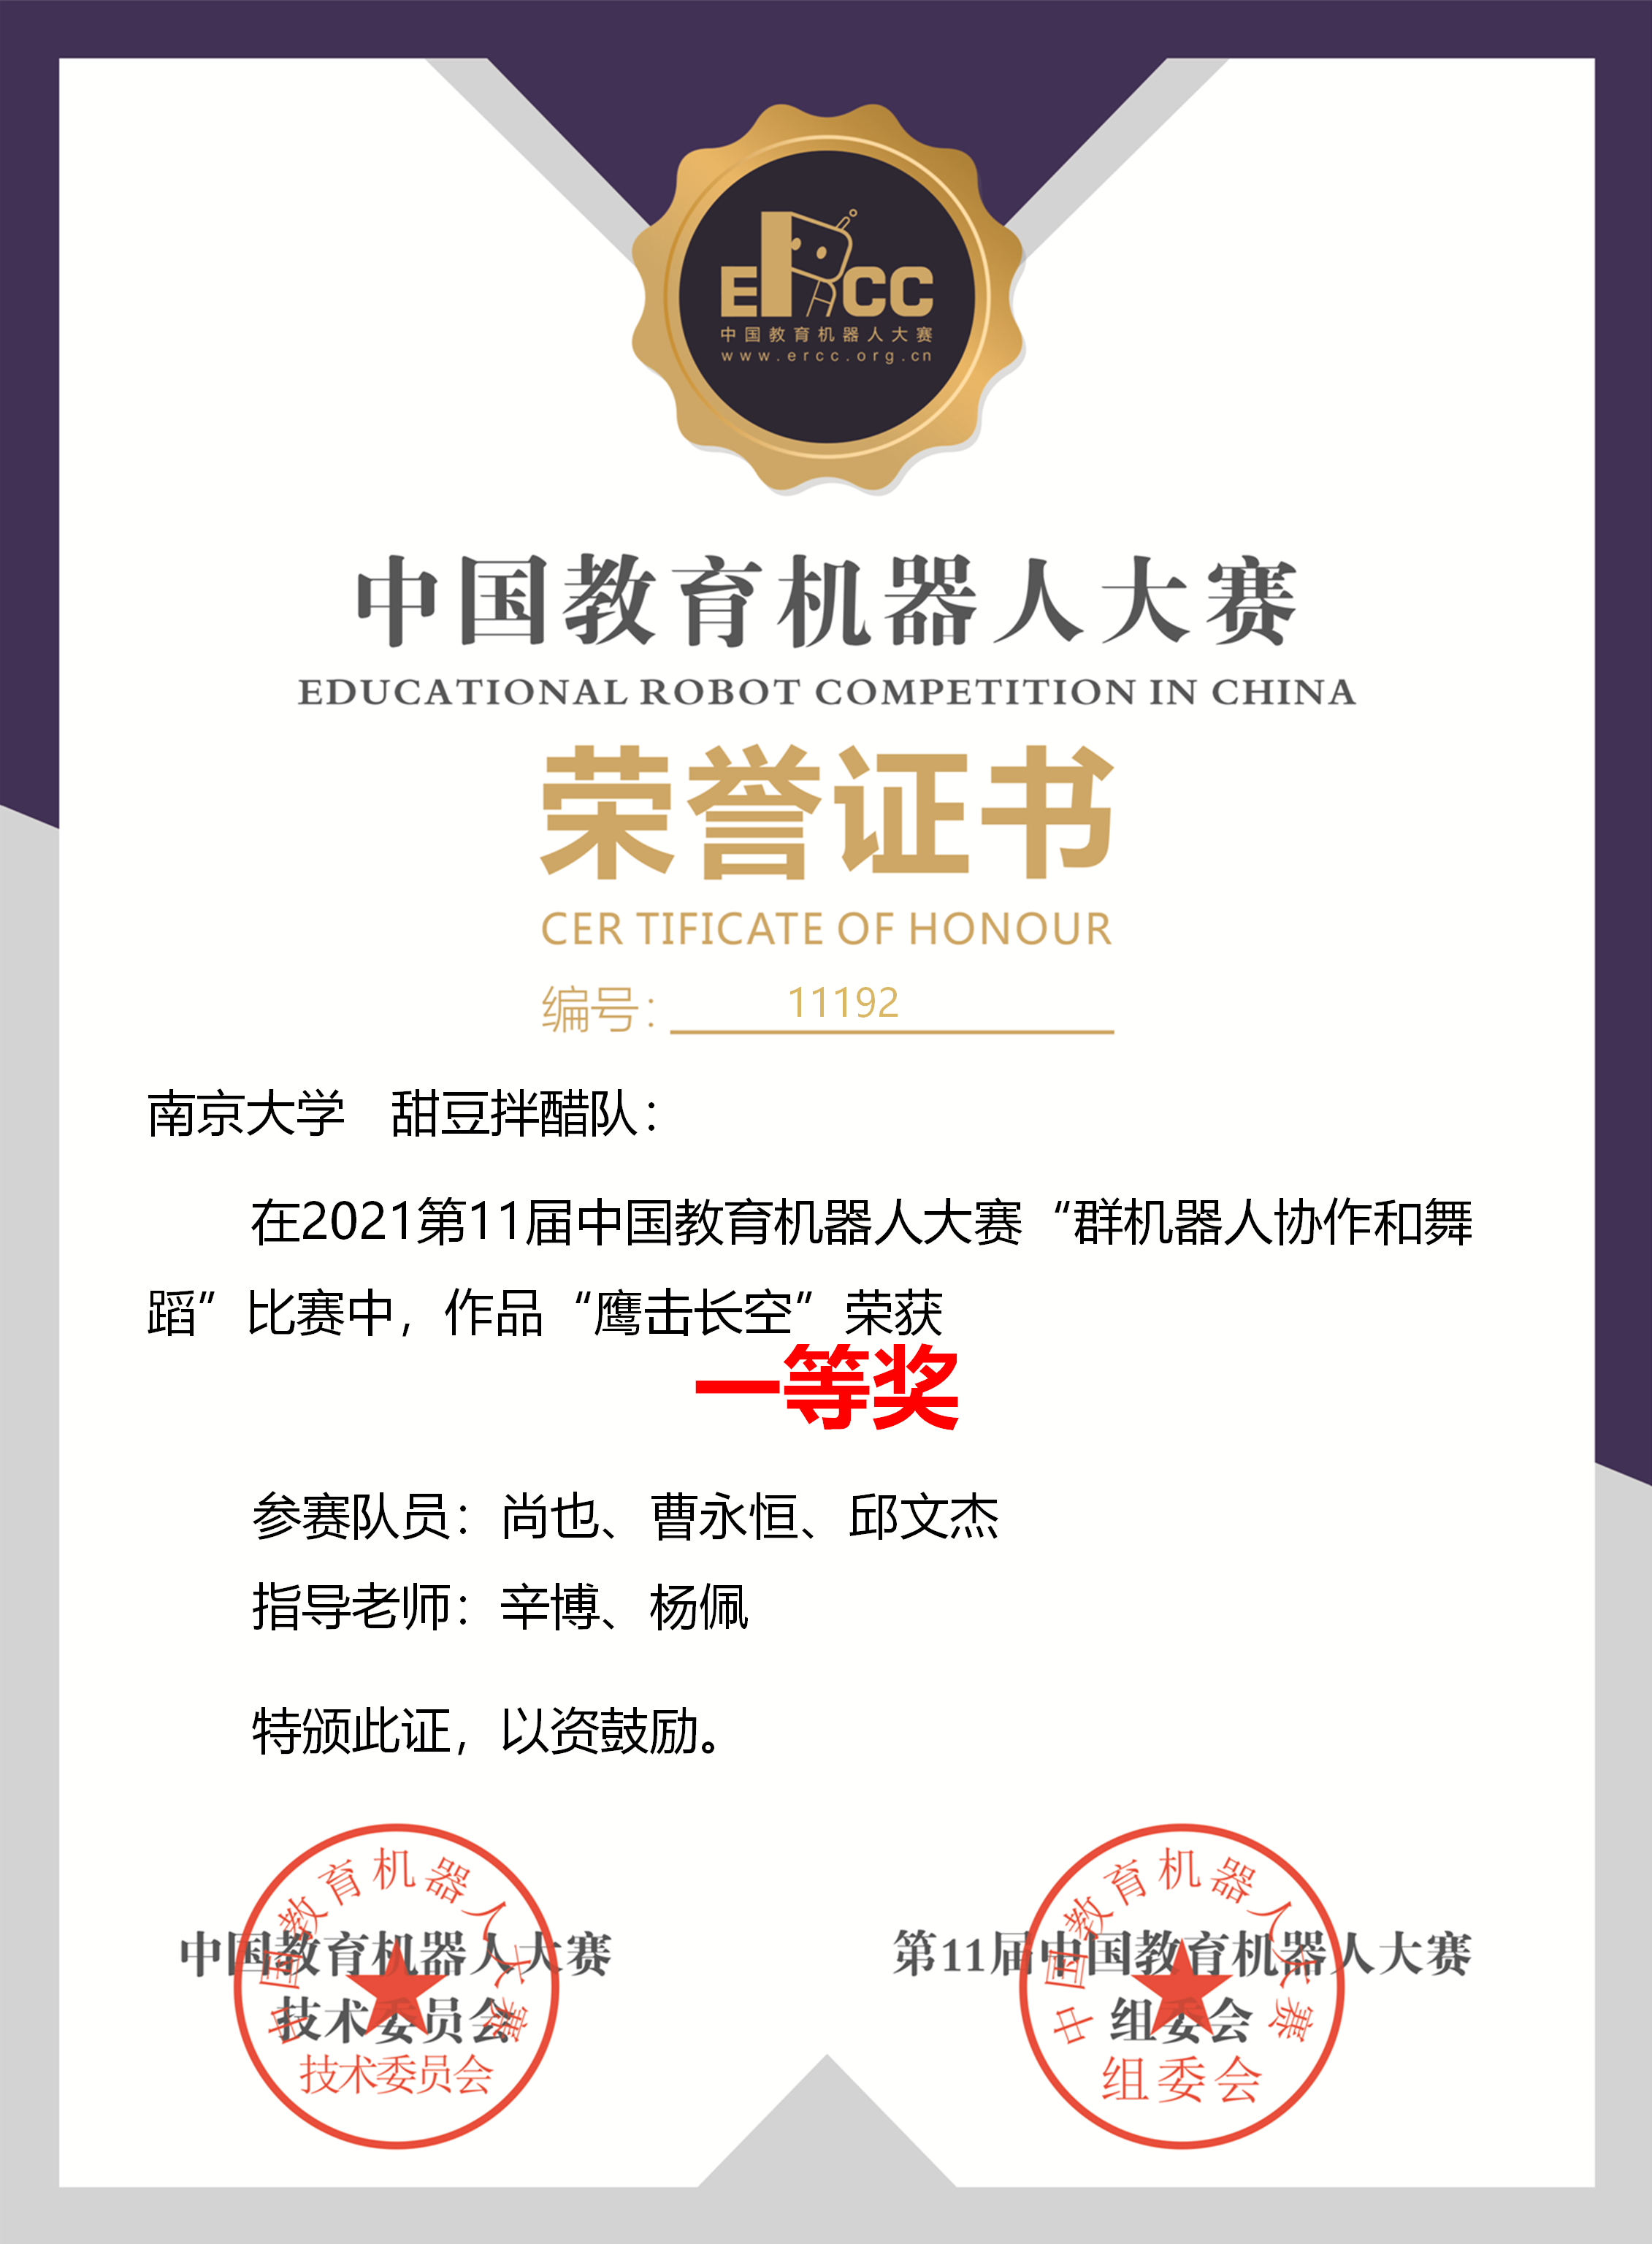 ERCC
中国教育机器人大赛
www.ercc.org.cn
中国教育机器人大赛
EDUCATIONAL ROBOT COMPETITION IN CHINA
荣誉证书
CER TIFICATE OF HONOUR
编号：11192
南京大学 甜豆拌醋队：
在2021第11届中国教育机器人大赛“群机器人协作和舞
蹈”比赛中，作品“鹰击长空”荣获
一等奖
参赛队员：尚也、曹永恒、邱文杰
指导老师：辛博、杨佩
特颁此证，以资鼓励。
中国教育机器人大赛
技术委员会
中国教育机器人大赛
技术委员会
第11届中国教育机器人大赛
组委会
中国教育机器人大赛
组委会